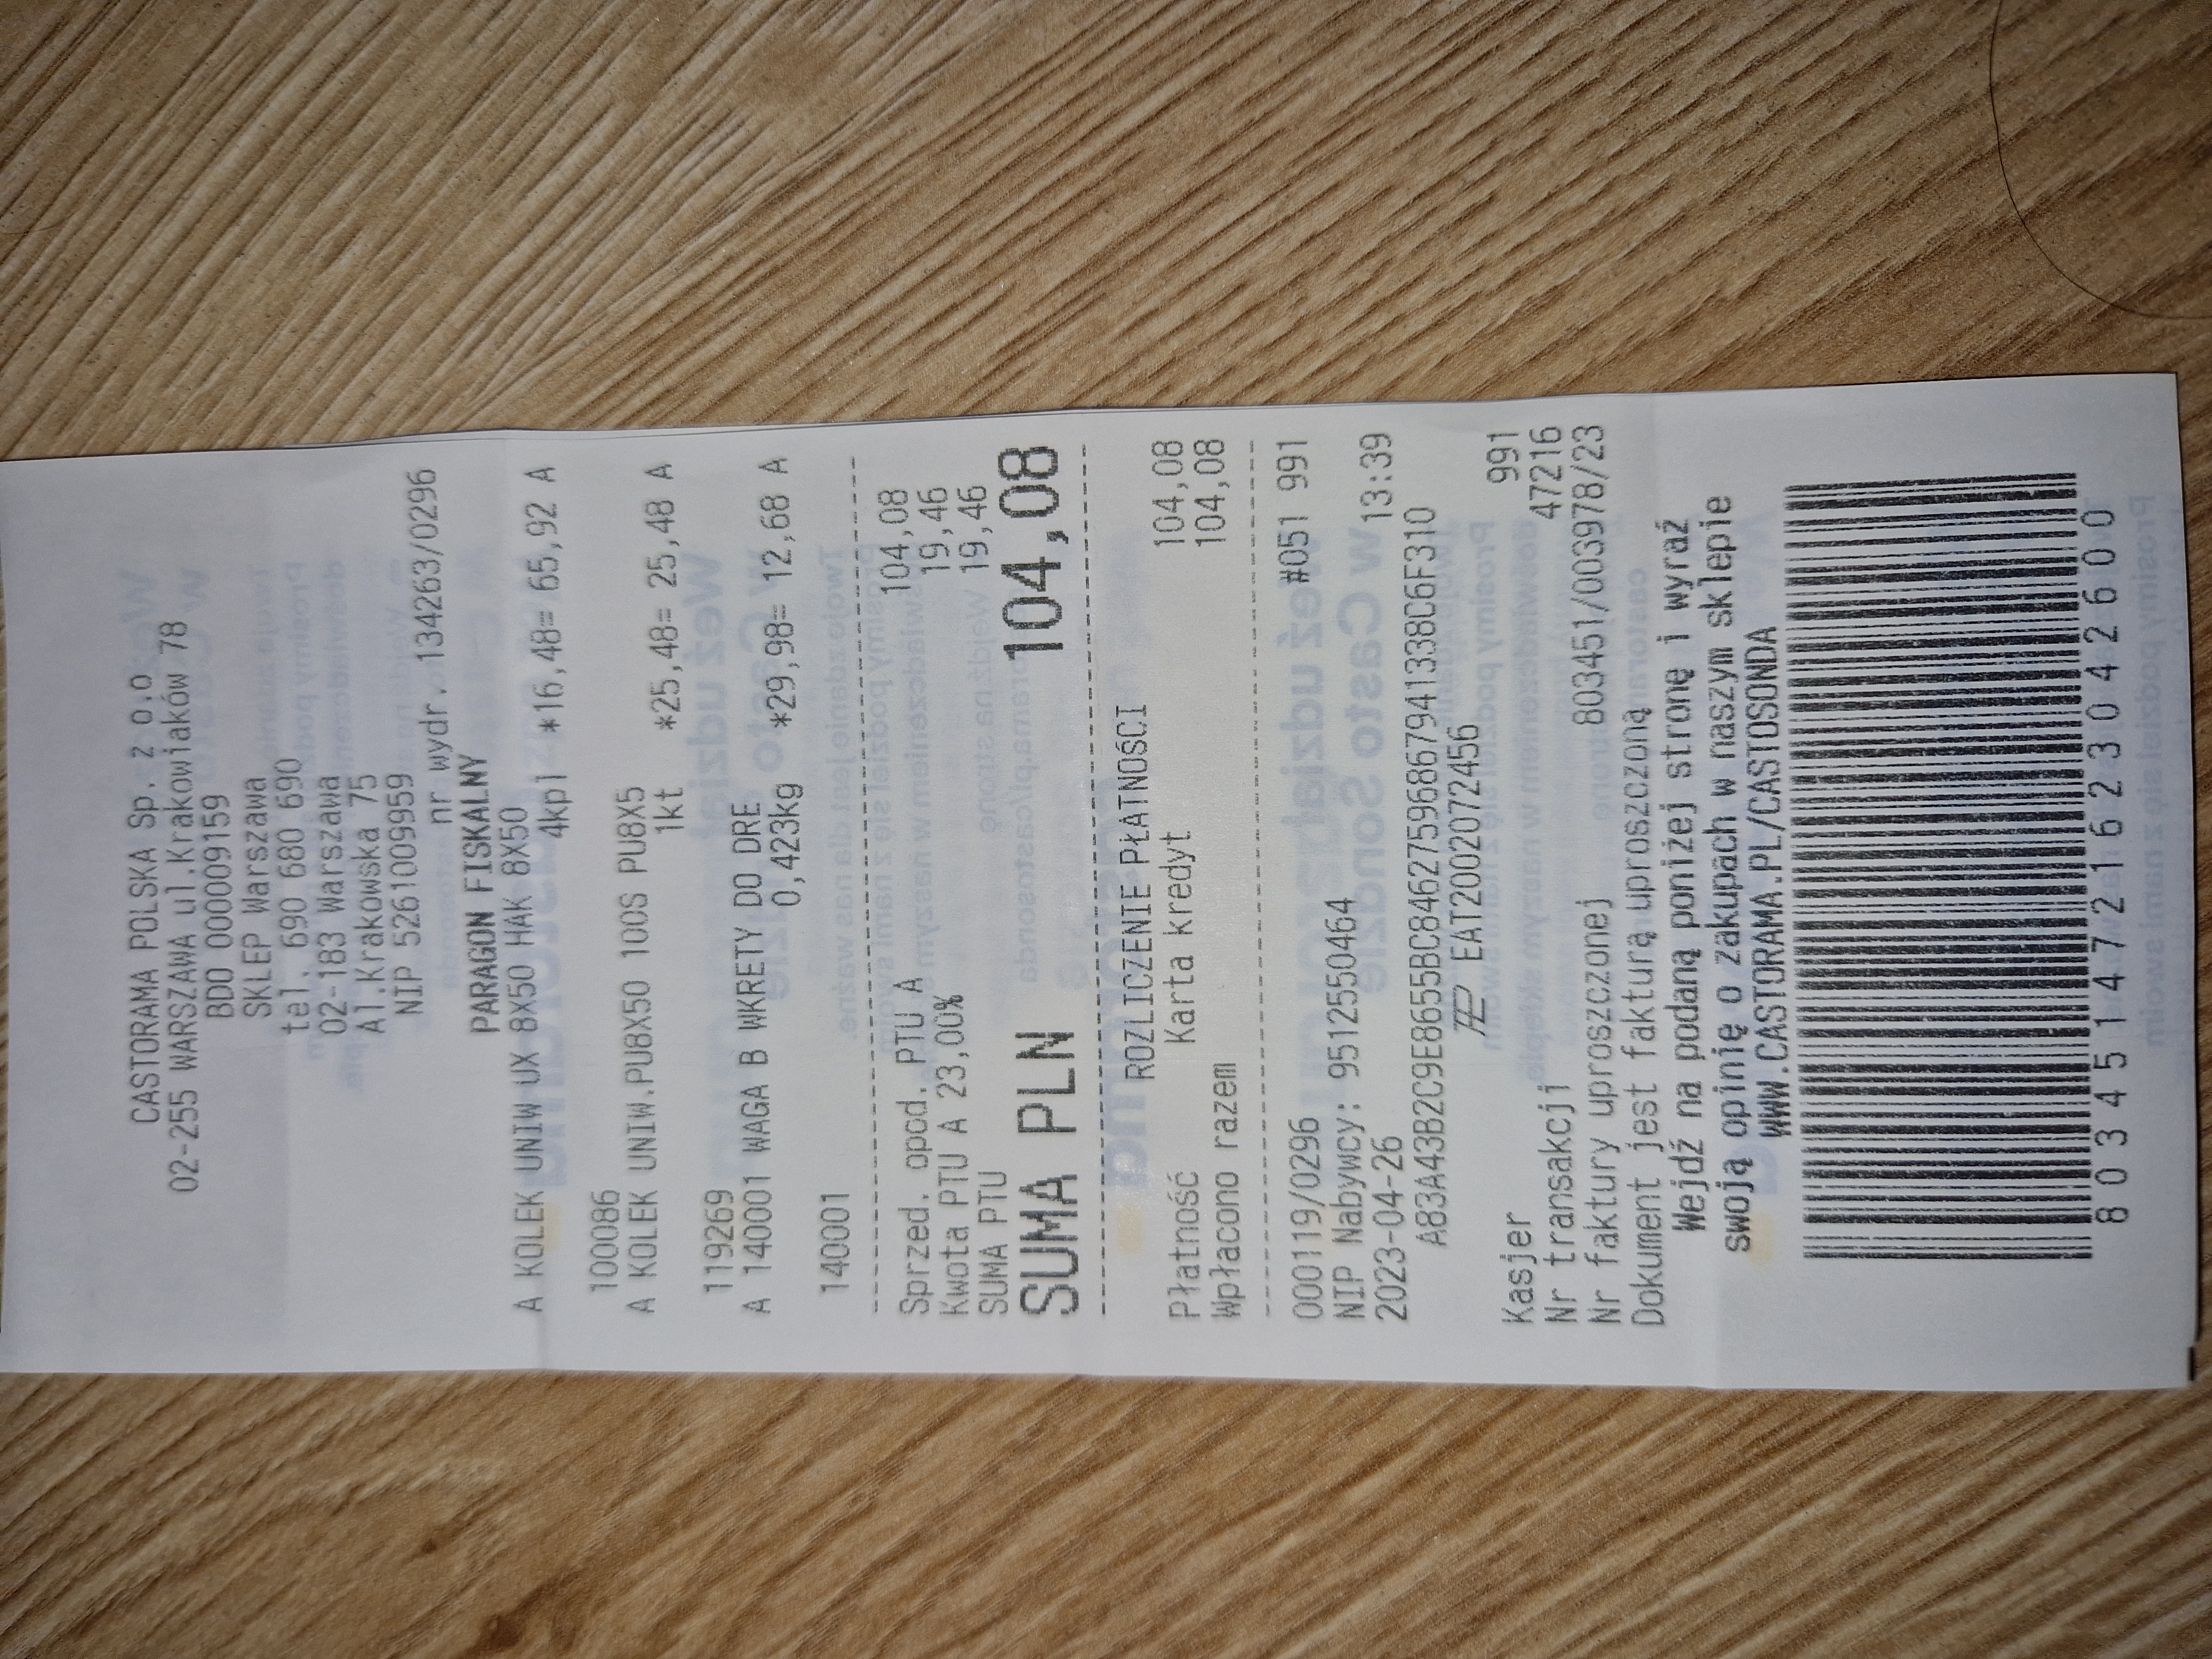 CASTORAMA POLSKA Sp. z o.o
02-255 WARSZAWA ul.Krakowiaków 78
BDO 000009159
SKLEP Warszawa
tel. 690 680 690
02-183 Warszawa
Al.Krakowska 75
NIP 5261009959
nr wydr. 134263/0296
PARAGON FISKALNY
A KOLEK UNIW UX 8X50 HAK 8X50
4kpl *16,48= 65,92 A
100086
A KOLEK UNIW.PU8X50 100S PU8X5
1kt *25,48= 25,48 A
119269
A 140001 WAGA B WKRETY DO DRE
0,423kg *29,98= 12,68 A
140001
Sprzed. opod. PTU A 104,08
Kwota PTU A 23,00% 19,46
SUMA PTU 19,46
SUMA PLN 104,08
ROZLICZENIE PŁATNOŚCI
Płatność Karta kredyt 104,08
Wpłacono razem 104,08
000119/0296 #051 991
NIP Nabywcy: 9512550464
2023-04-26 13:39
A83A43B2C9E8655BC84627596867941338C6F310
EAT2002072456
Kasjer 991
Nr transakcji 47216
Nr faktury uproszczonej 803451/003978/23
Dokument jest fakturą uproszczoną
Wejdź na podaną poniżej stronę i wyraź
swoją opinię o zakupach w naszym sklepie
WWW.CASTORAMA.PL/CASTOSONDA
8034514721623042600